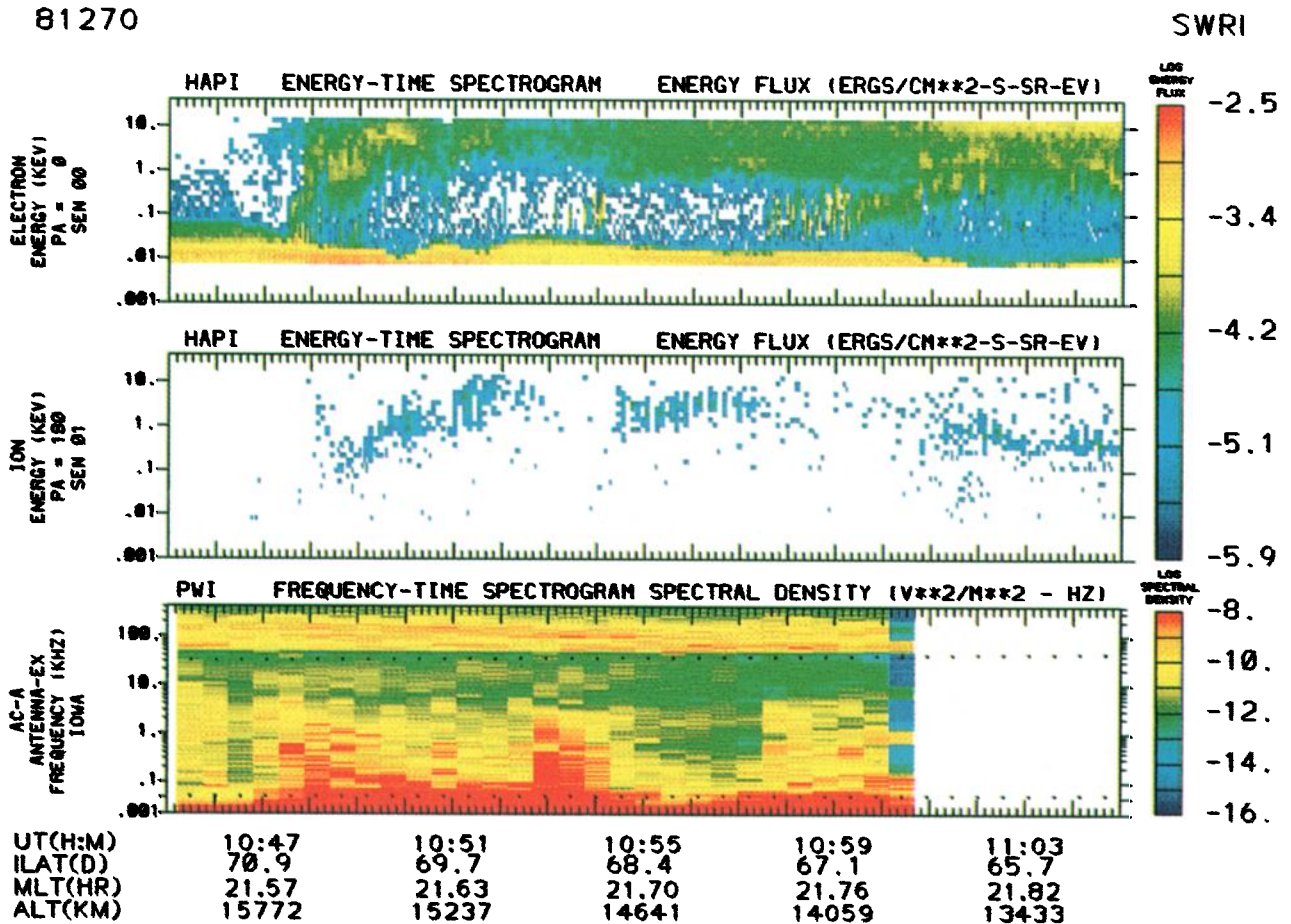 81270
SWRI
HAPI ENERGY-TIME SPECTROGRAM ENERGY FLUX (ERGS/CM**2-S-SR-EV)
LOG
ENERGY
FLUX
ELECTRON
ENERGY (KEV)
PA = 0
SEN 00
10.
1.
.1
.01
.001
-2.5
-3.4
-4.2
-5.1
-5.9
HAPI ENERGY-TIME SPECTROGRAM ENERGY FLUX (ERGS/CM**2-S-SR-EV)
ION
ENERGY (KEV)
PA = 180
SEN 01
10.
1.
.1
.01
.001
PWI FREQUENCY-TIME SPECTROGRAM SPECTRAL DENSITY (V**2/M**2 - HZ)
LOG
SPECTRAL
DENSITY
AC-A
ANTENNA-EX
FREQUENCY (KHZ)
IOWA
100.
10.
1.
.1
.001
-8.
-10.
-12.
-14.
-16.
UT(H:M) 10:47 10:51 10:55 10:59 11:03
ILAT(D) 70.9 69.7 68.4 67.1 65.7
MLT(HR) 21.57 21.63 21.70 21.76 21.82
ALT(KM) 15772 15237 14641 14059 13433